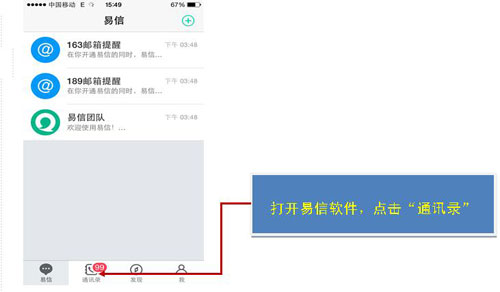 中国移动 E 15:49 67%
易信
163邮箱提醒 下午 03:48
在你开通易信的同时，易信...
189邮箱提醒 下午 03:48
在你开通易信的同时，易信...
易信团队 下午 03:48
欢迎使用易信！...
打开易信软件，点击“通讯录”
99
易信 通讯录 发现 我